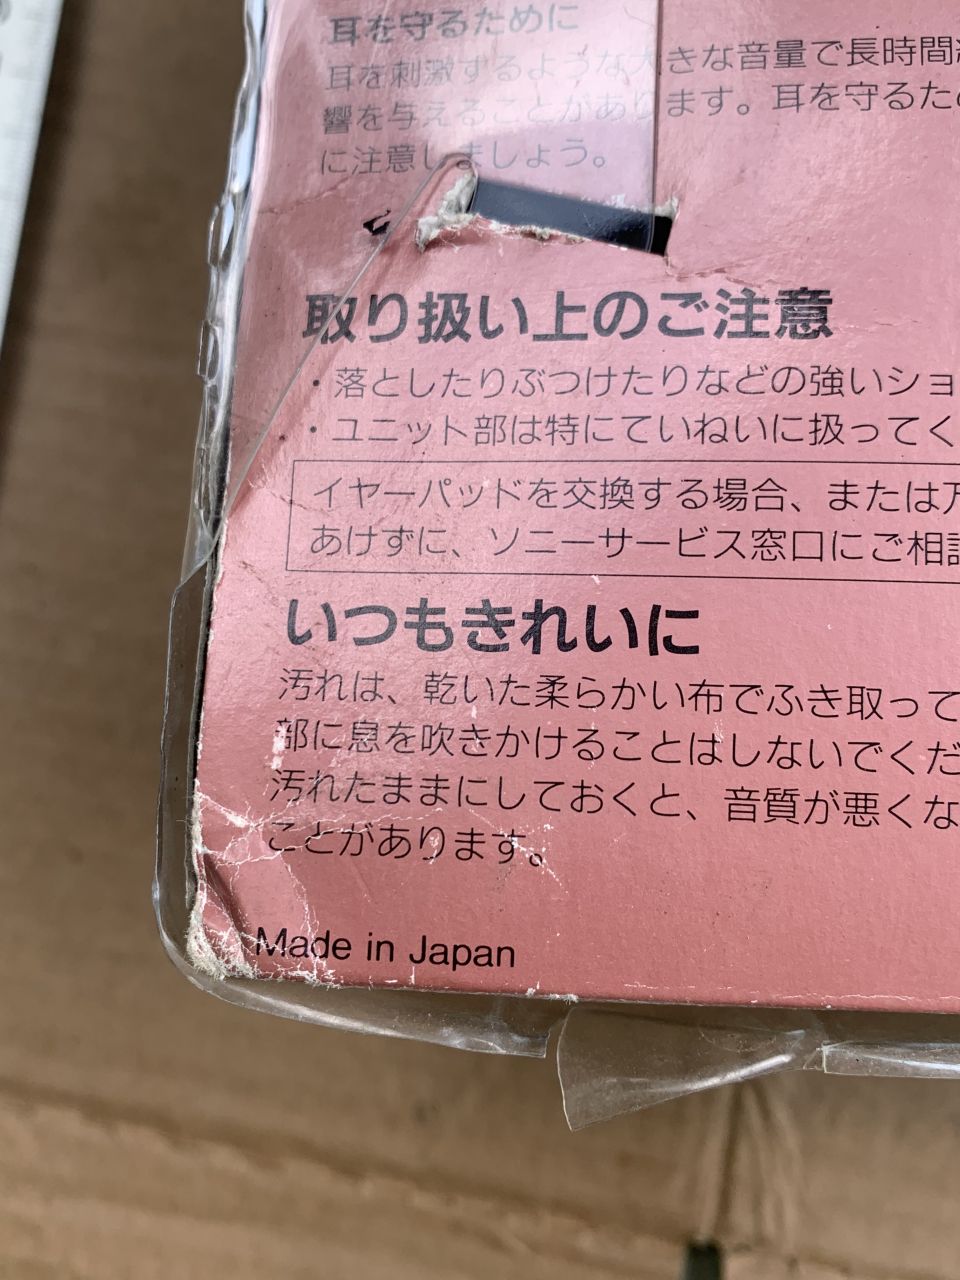 耳を守るために
耳を刺激するような大きな音量で長時間
響を与えることがあります。耳を守るため
に注意しましょう。
取り扱い上のご注意
・落としたりぶつけたりなどの強いショ
・ユニット部は特にていねいに扱ってく
イヤーパッドを交換する場合、または万
あけずに、ソニーサービス窓口にご相談
いつもきれいに
汚れは、乾いた柔らかい布でふき取って
部に息を吹きかけることはしないでくだ
汚れたままにしておくと、音質が悪くな
ことがあります。
Made in Japan